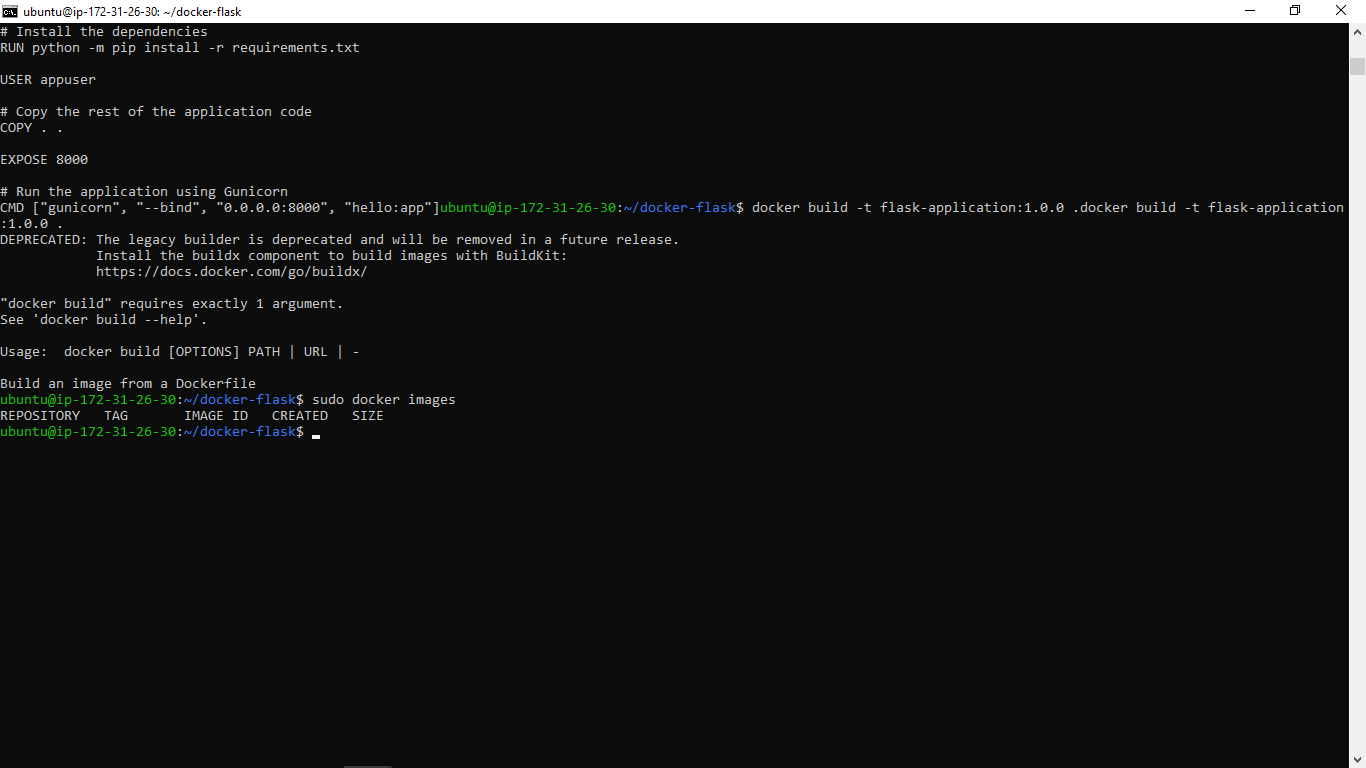 ubuntu@ip-172-31-26-30: ~/docker-flask
# Install the dependencies
RUN python -m pip install -r requirements.txt
USER appuser
# Copy the rest of the application code
COPY . .
EXPOSE 8000
# Run the application using Gunicorn
CMD ["gunicorn", "--bind", "0.0.0.0:8000", "hello:app"]ubuntu@ip-172-31-26-30:~/docker-flask$ docker build -t flask-application:1.0.0 .docker build -t flask-application
:1.0.0 .
DEPRECATED: The legacy builder is deprecated and will be removed in a future release.
            Install the buildx component to build images with BuildKit:
            https://docs.docker.com/go/buildx/
"docker build" requires exactly 1 argument.
See 'docker build --help'.
Usage:  docker build [OPTIONS] PATH | URL | -
Build an image from a Dockerfile
ubuntu@ip-172-31-26-30:~/docker-flask$ sudo docker images
REPOSITORY   TAG       IMAGE ID   CREATED   SIZE
ubuntu@ip-172-31-26-30:~/docker-flask$